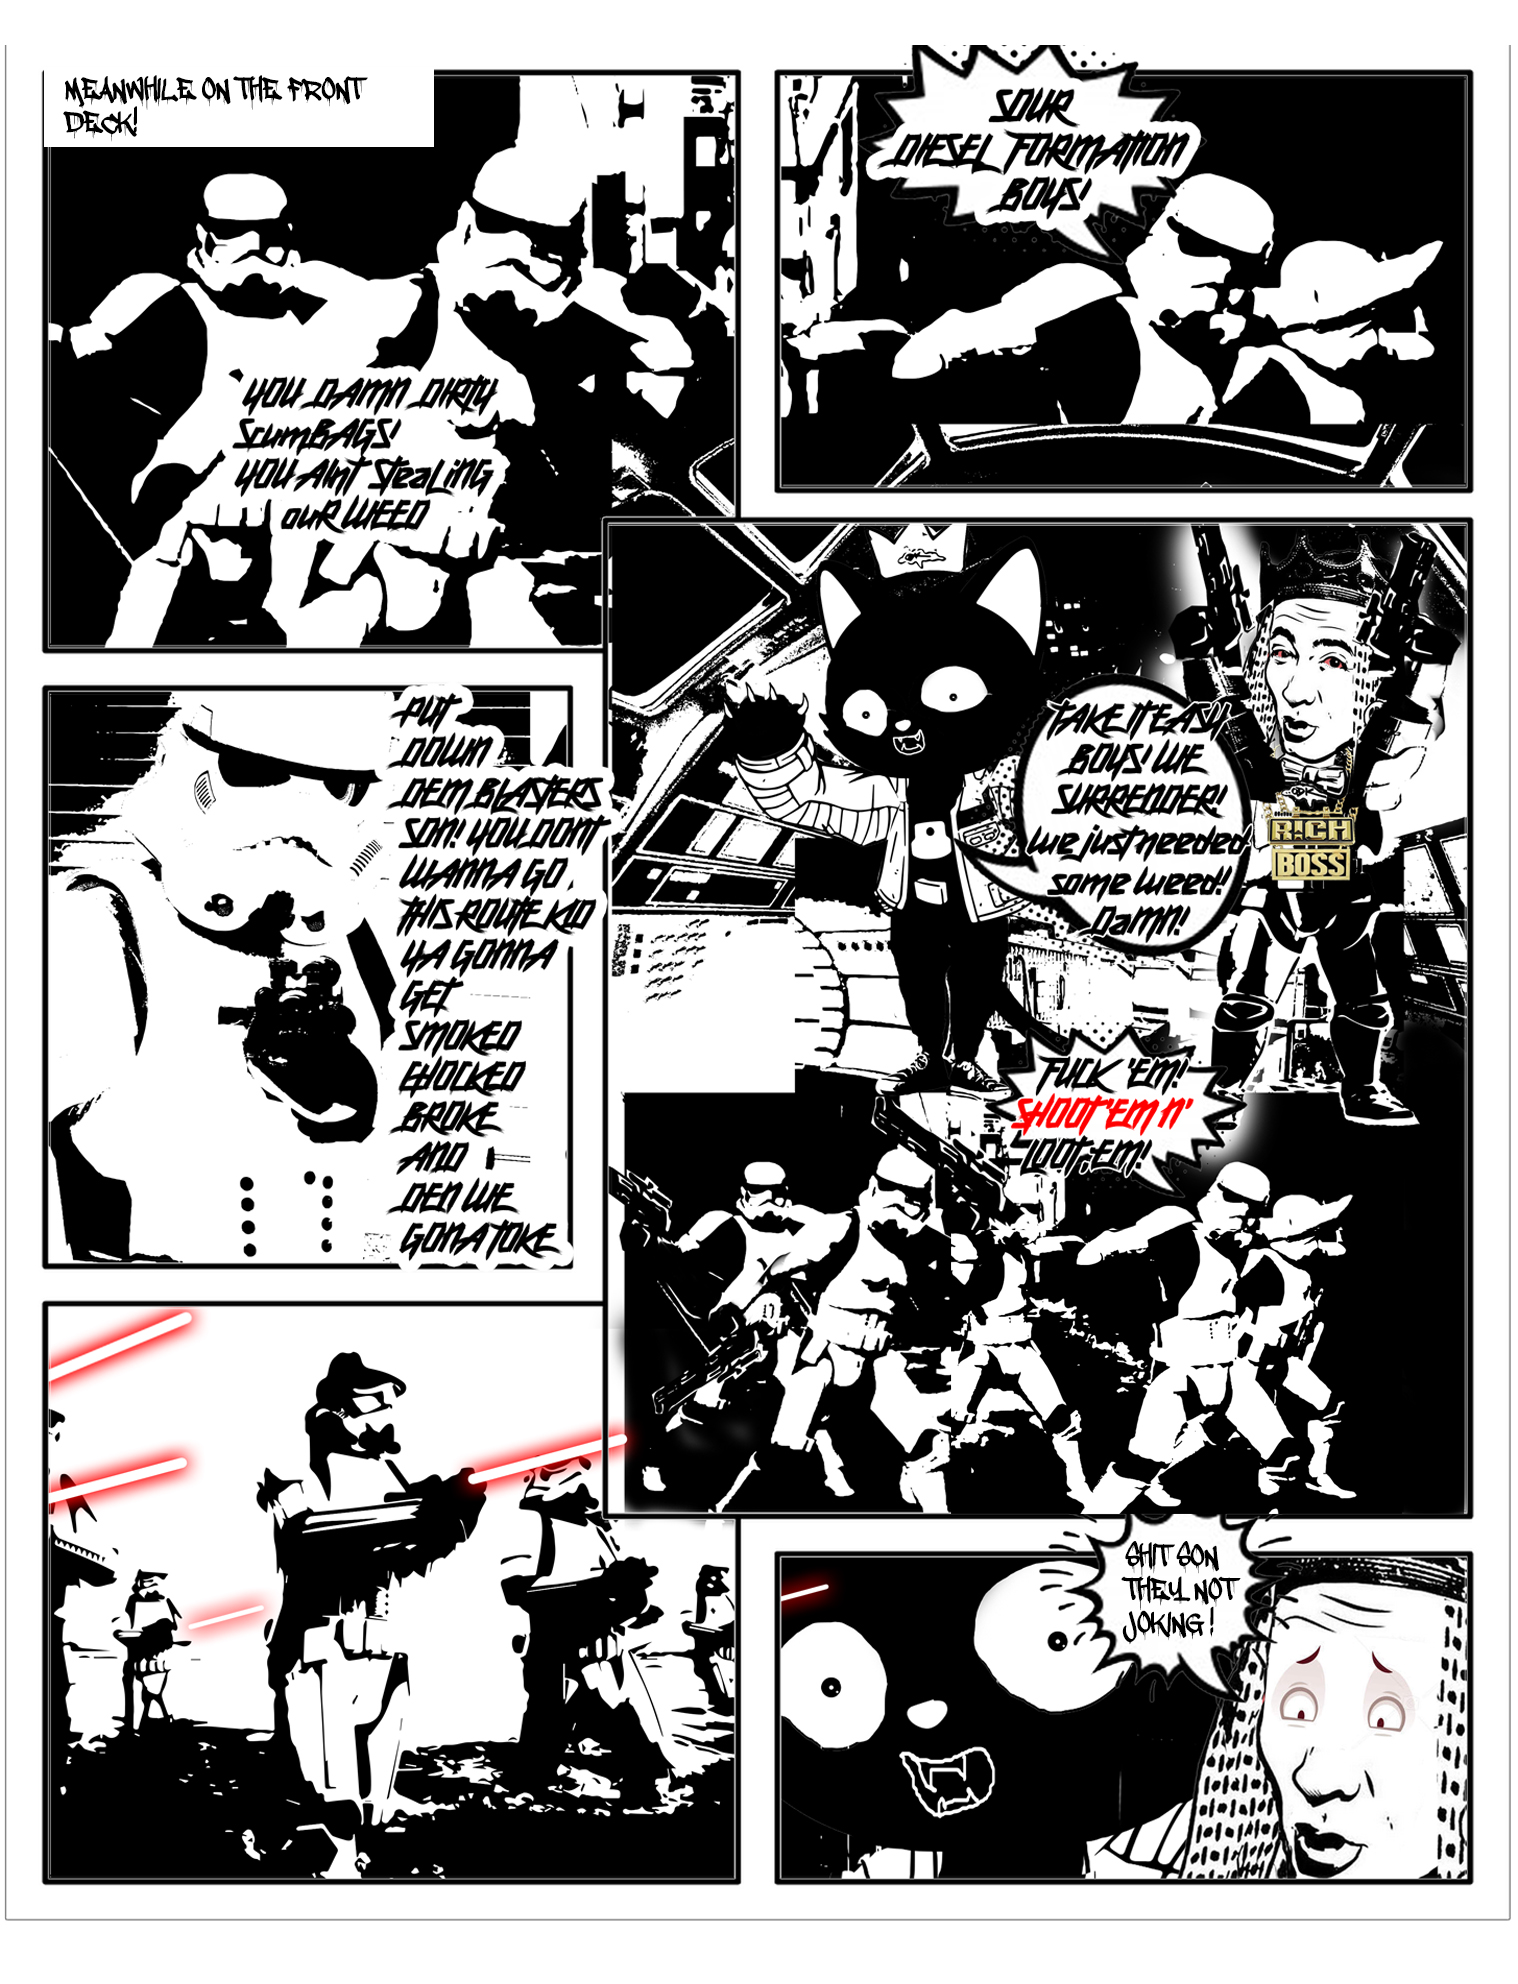 MEANWHILE ON THE FRONT
DECK!
YOU DAMN DIRTY
ScumBAGS!
YOU AINT SteaLiNG
ouR WEED
SOUR
DIESEL FORMATION
BOYS!
PUT
DOWN
DEM BLASTERS
SON! YOU DONT
WANNA GO
THIS ROUTE KID
YA GONNA
GET
SMOKED
CHOCKED
BROKE
AND
DEN WE
GONA TOKE
TAKE IT EASY
BOYS! WE
SURRENDER!
we just needed
some weed!
DaMN!
RICH
BOSS
FUCK 'EM!
SHOOT 'EM N'
LOOT 'EM!
SHIT SON
THEY NOT
JOKING!